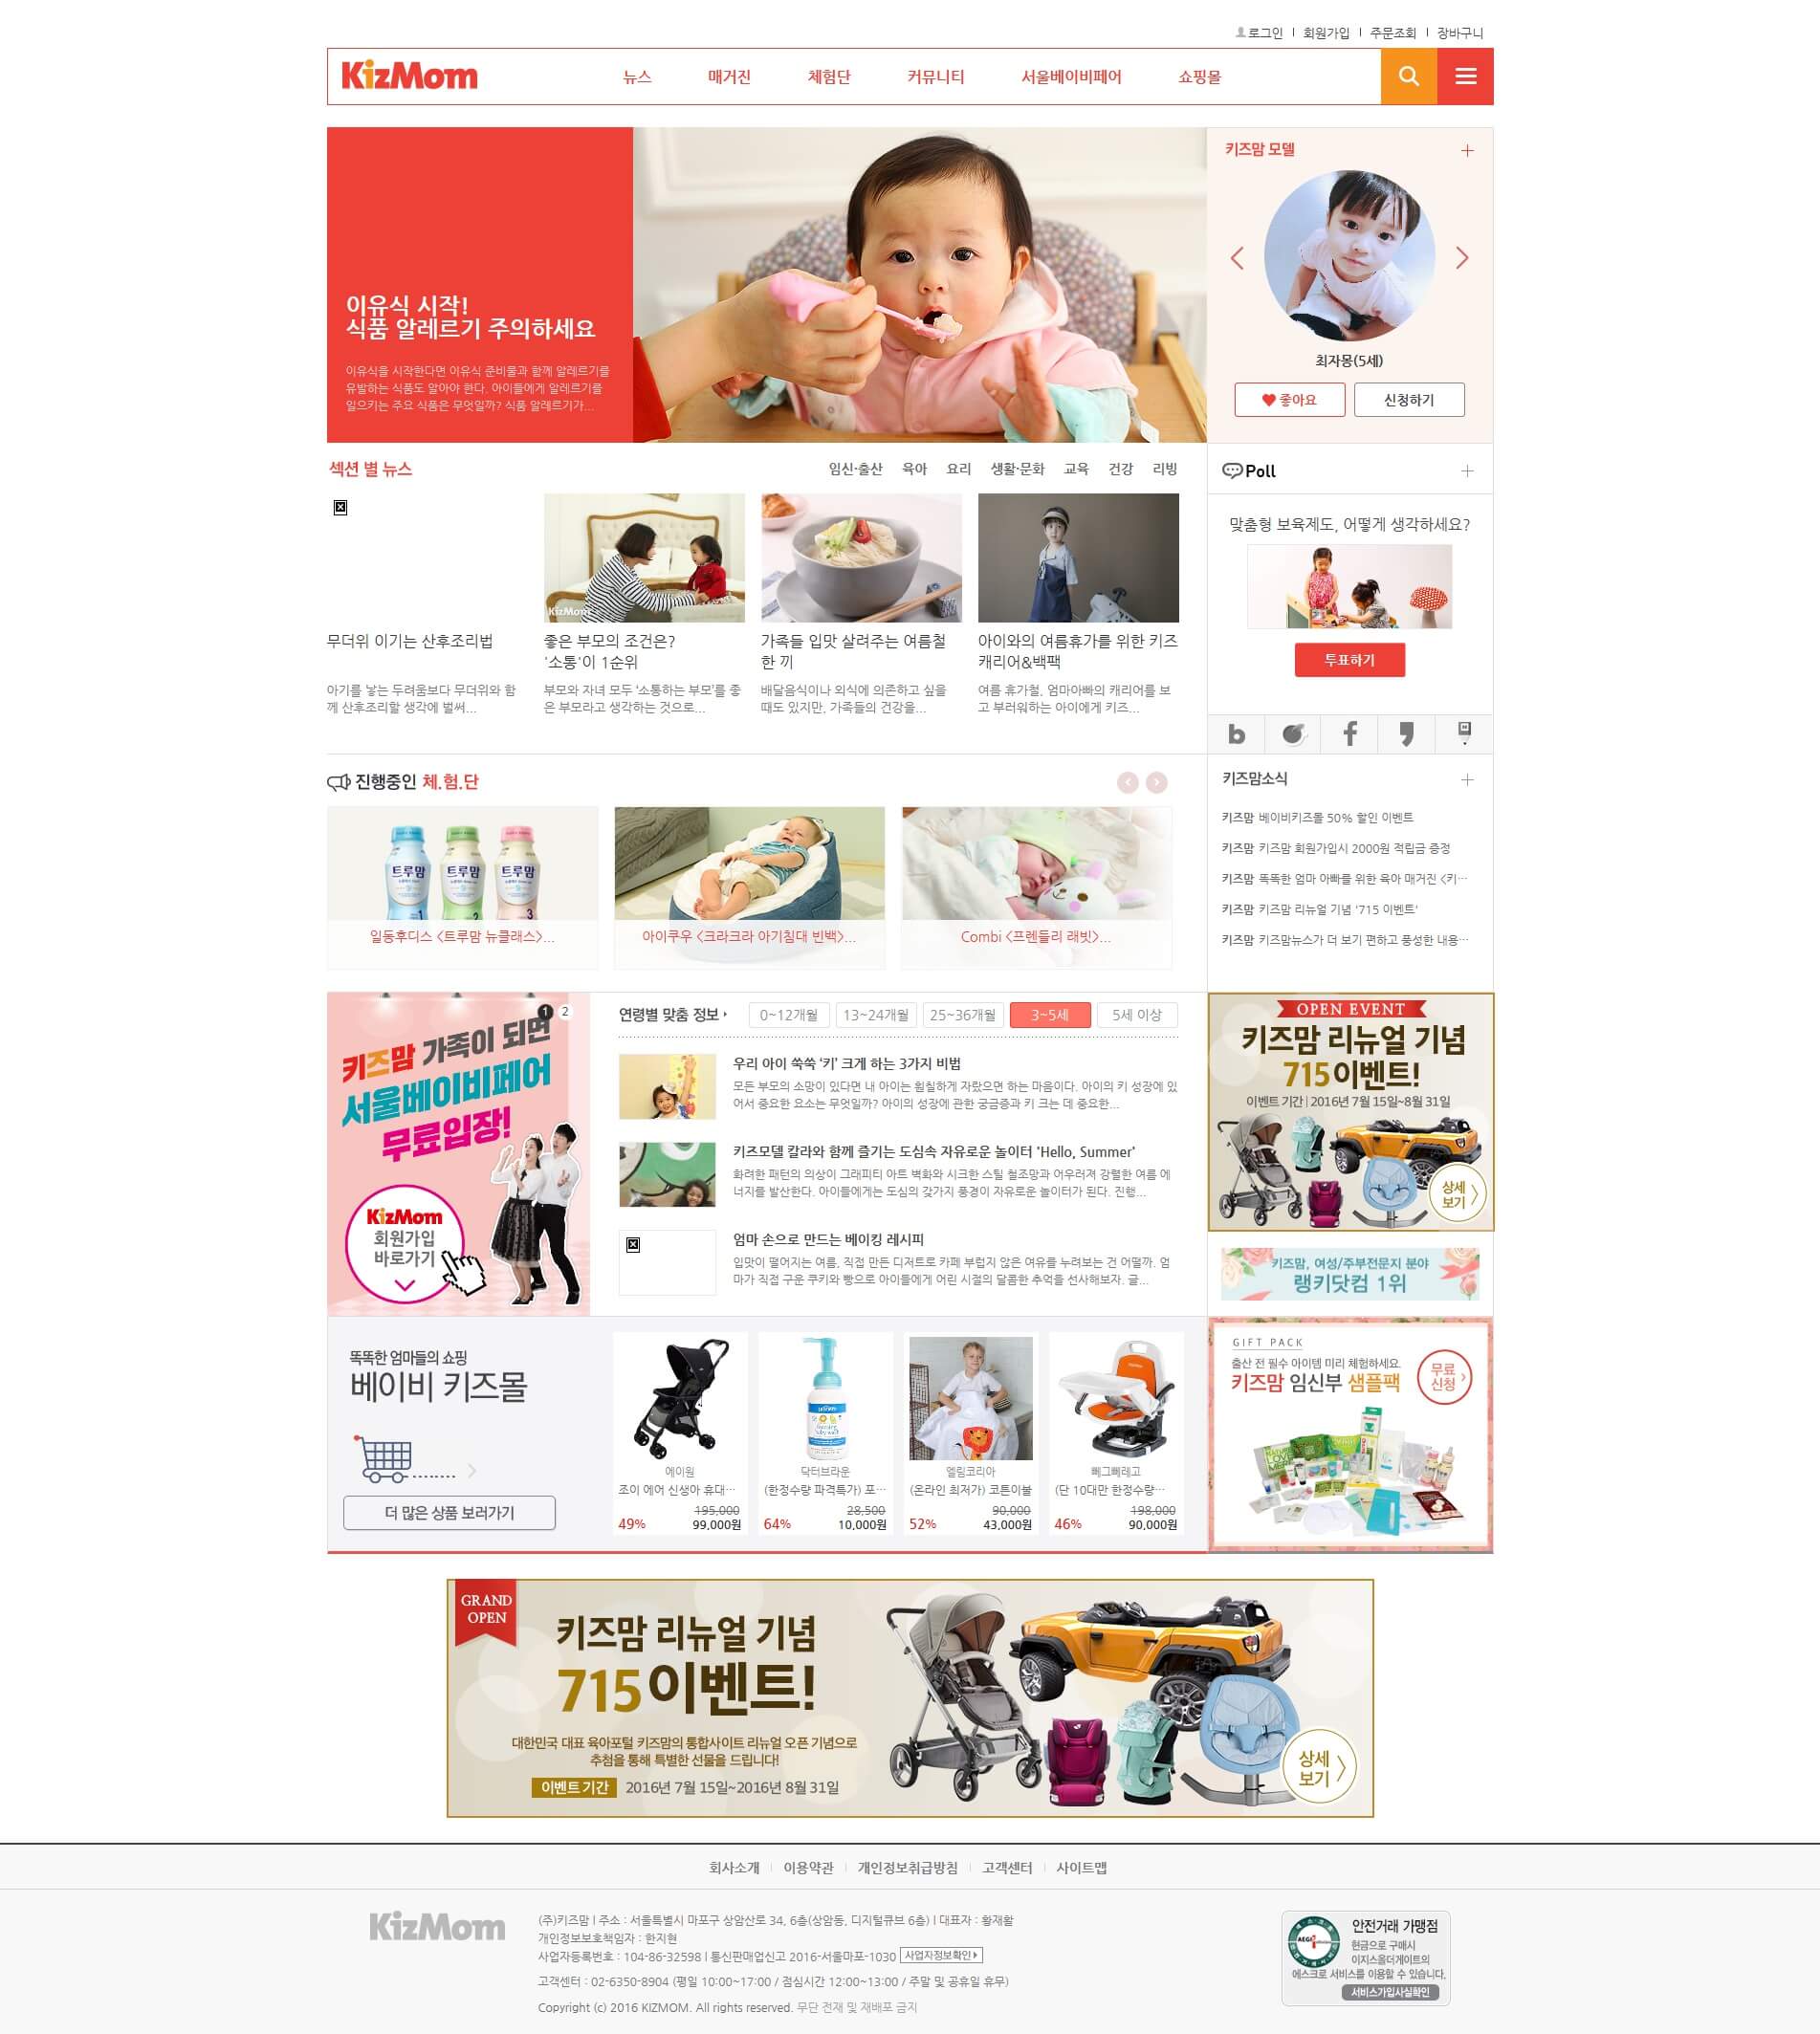 로그인 | 회원가입 | 주문조회 | 장바구니
KizMom
뉴스 매거진 체험단 커뮤니티 서울베이비페어 쇼핑몰
이유식 시작!
식품 알레르기 주의하세요
이유식을 시작한다면 이유식 준비물과 함께 알레르기를
유발하는 식품도 알아야 한다. 아이들에게 알레르기를
일으키는 주요 식품은 무엇일까? 식품 알레르기가...
키즈맘 모델
최자몽(5세)
좋아요 신청하기
섹션 별 뉴스
임신·출산 육아 요리 생활·문화 교육 건강 리빙
KizMom
무더위 이기는 산후조리법
아기를 낳는 두려움보다 무더위와 함
께 산후조리할 생각에 벌써...
좋은 부모의 조건은?
'소통'이 1순위
부모와 자녀 모두 '소통하는 부모'를 좋
은 부모라고 생각하는 것으로...
가족들 입맛 살려주는 여름철
한 끼
배달음식이나 외식에 의존하고 싶을
때도 있지만, 가족들의 건강을...
아이와의 여름휴가를 위한 키즈
캐리어&백팩
여름 휴가철, 엄마아빠의 캐리어를 보
고 부러워하는 아이에게 키즈...
Poll
맞춤형 보육제도, 어떻게 생각하세요?
투표하기
진행중인 체.험.단
트루맘 트루맘 트루맘
1 2 3
일동후디스 <트루맘 뉴클래스>...
아이쿠우 <크라크라 아기침대 빈백>...
Combi <프렌들리 래빗>...
키즈맘소식
키즈맘 베이비키즈몰 50% 할인 이벤트
키즈맘 키즈맘 회원가입시 2000원 적립금 증정
키즈맘 똑똑한 엄마 아빠를 위한 육아 매거진 <키...
키즈맘 키즈맘 리뉴얼 기념 '715 이벤트'
키즈맘 키즈맘뉴스가 더 보기 편하고 풍성한 내용...
1 2
키즈맘 가족이 되면
서울베이비페어
무료입장!
KizMom
회원가입
바로가기
연령별 맞춤 정보
0~12개월 13~24개월 25~36개월 3~5세 5세 이상
우리 아이 쑥쑥 '키' 크게 하는 3가지 비법
모든 부모의 소망이 있다면 내 아이는 훤칠하게 자랐으면 하는 마음이다. 아이의 키 성장에 있
어서 중요한 요소는 무엇일까? 아이의 성장에 관한 궁금증과 키 크는 데 중요한...
키즈모델 칼라와 함께 즐기는 도심속 자유로운 놀이터 'Hello, Summer'
화려한 패턴의 의상이 그래피티 아트 벽화와 시크한 스틸 철조망과 어우러져 강렬한 여름 에
너지를 발산한다. 아이들에게는 도심의 갖가지 풍경이 자유로운 놀이터가 된다. 진행...
엄마 손으로 만드는 베이킹 레시피
입맛이 떨어지는 여름, 직접 만든 디저트로 카페 부럽지 않은 여유를 누려보는 건 어떨까. 엄
마가 직접 구운 쿠키와 빵으로 아이들에게 어린 시절의 달콤한 추억을 선사해보자. 글...
OPEN EVENT
키즈맘 리뉴얼 기념
715이벤트!
이벤트 기간 | 2016년 7월 15일~8월 31일
상세
보기
키즈맘, 여성/주부전문지 분야
랭키닷컴 1위
똑똑한 엄마들의 쇼핑
베이비 키즈몰
더 많은 상품 보러가기
에이원
조이 에어 신생아 휴대...
195,000
49% 99,000원
닥터브라운
(한정수량 파격특가) 포...
28,500
64% 10,000원
엘림코리아
(온라인 최저가) 코튼이불
90,000
52% 43,000원
뻬그뻬레고
(단 10대만 한정수량...
198,000
46% 90,000원
GIFT PACK
출산 전 필수 아이템 미리 체험하세요.
키즈맘 임신부 샘플팩
무료
신청
GRAND
OPEN
키즈맘 리뉴얼 기념
715이벤트!
대한민국 대표 육아포털 키즈맘의 통합사이트 리뉴얼 오픈 기념으로
추첨을 통해 특별한 선물을 드립니다!
이벤트 기간 2016년 7월 15일~2016년 8월 31일
상세
보기
회사소개 | 이용약관 | 개인정보취급방침 | 고객센터 | 사이트맵
KizMom
(주)키즈맘 | 주소 : 서울특별시 마포구 상암산로 34, 6층(상암동, 디지털큐브 6층) | 대표자 : 황재활
개인정보보호책임자 : 한지현
사업자등록번호 : 104-86-32598 | 통신판매업신고 2016-서울마포-1030 사업자정보확인
고객센터 : 02-6350-8904 (평일 10:00~17:00 / 점심시간 12:00~13:00 / 주말 및 공휴일 휴무)
Copyright (c) 2016 KIZMOM. All rights reserved. 무단 전재 및 재배포 금지
안전거래 가맹점
현금으로 구매시
이지스올더게이트의
에스크로 서비스를 이용할 수 있습니다.
서비스가입사실확인